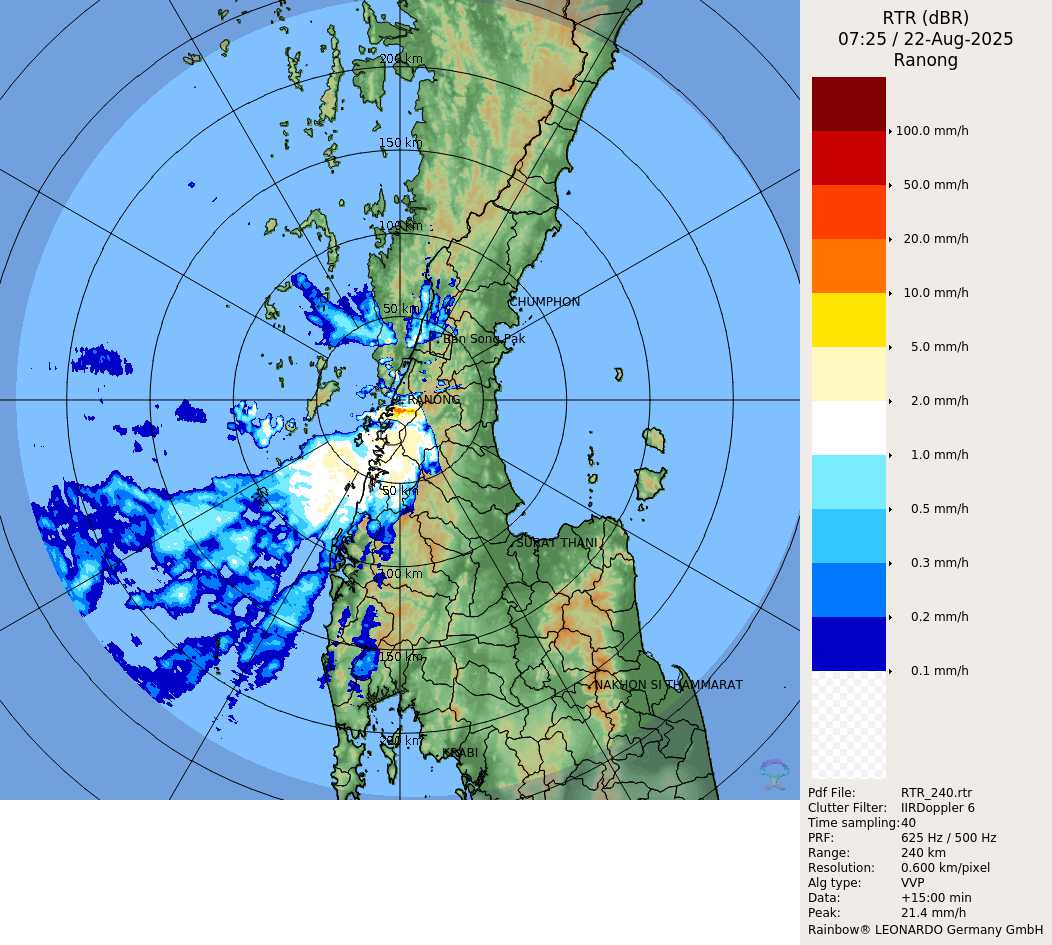 RTR (dBR)
07:25 / 22-Aug-2025
Ranong
200 km
150 km
100 km
50 km
CHUMPHON
Ban Song Pak
RANONG
50 km
SURAT THANI
100 km
150 km
NAKHON SI THAMMARAT
200 km
KRABI
100.0 mm/h
50.0 mm/h
20.0 mm/h
10.0 mm/h
5.0 mm/h
2.0 mm/h
1.0 mm/h
0.5 mm/h
0.3 mm/h
0.2 mm/h
0.1 mm/h
Pdf File: RTR_240.rtr
Clutter Filter: IIRDoppler 6
Time sampling: 40
PRF: 625 Hz / 500 Hz
Range: 240 km
Resolution: 0.600 km/pixel
Alg type: VVP
Data: +15:00 min
Peak: 21.4 mm/h
Rainbow® LEONARDO Germany GmbH